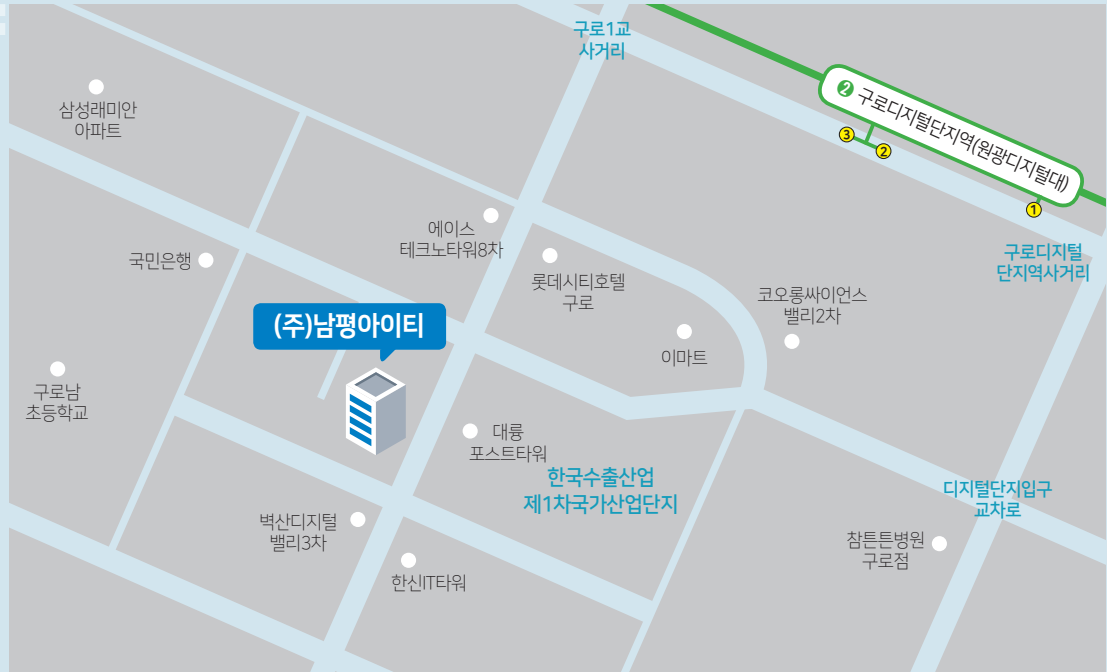 구로1교
사거리
❷ 구로디지털단지역(원광디지털대)
③
②
①
삼성래미안
아파트
에이스
테크노타워8차
국민은행
롯데시티호텔
구로
구로디지털
단지역사거리
코오롱싸이언스
밸리2차
(주)남평아이티
이마트
구로남
초등학교
대륭
포스트타워
한국수출산업
제1차국가산업단지
디지털단지입구
교차로
벽산디지털
밸리3차
참튼튼병원
구로점
한신IT타워